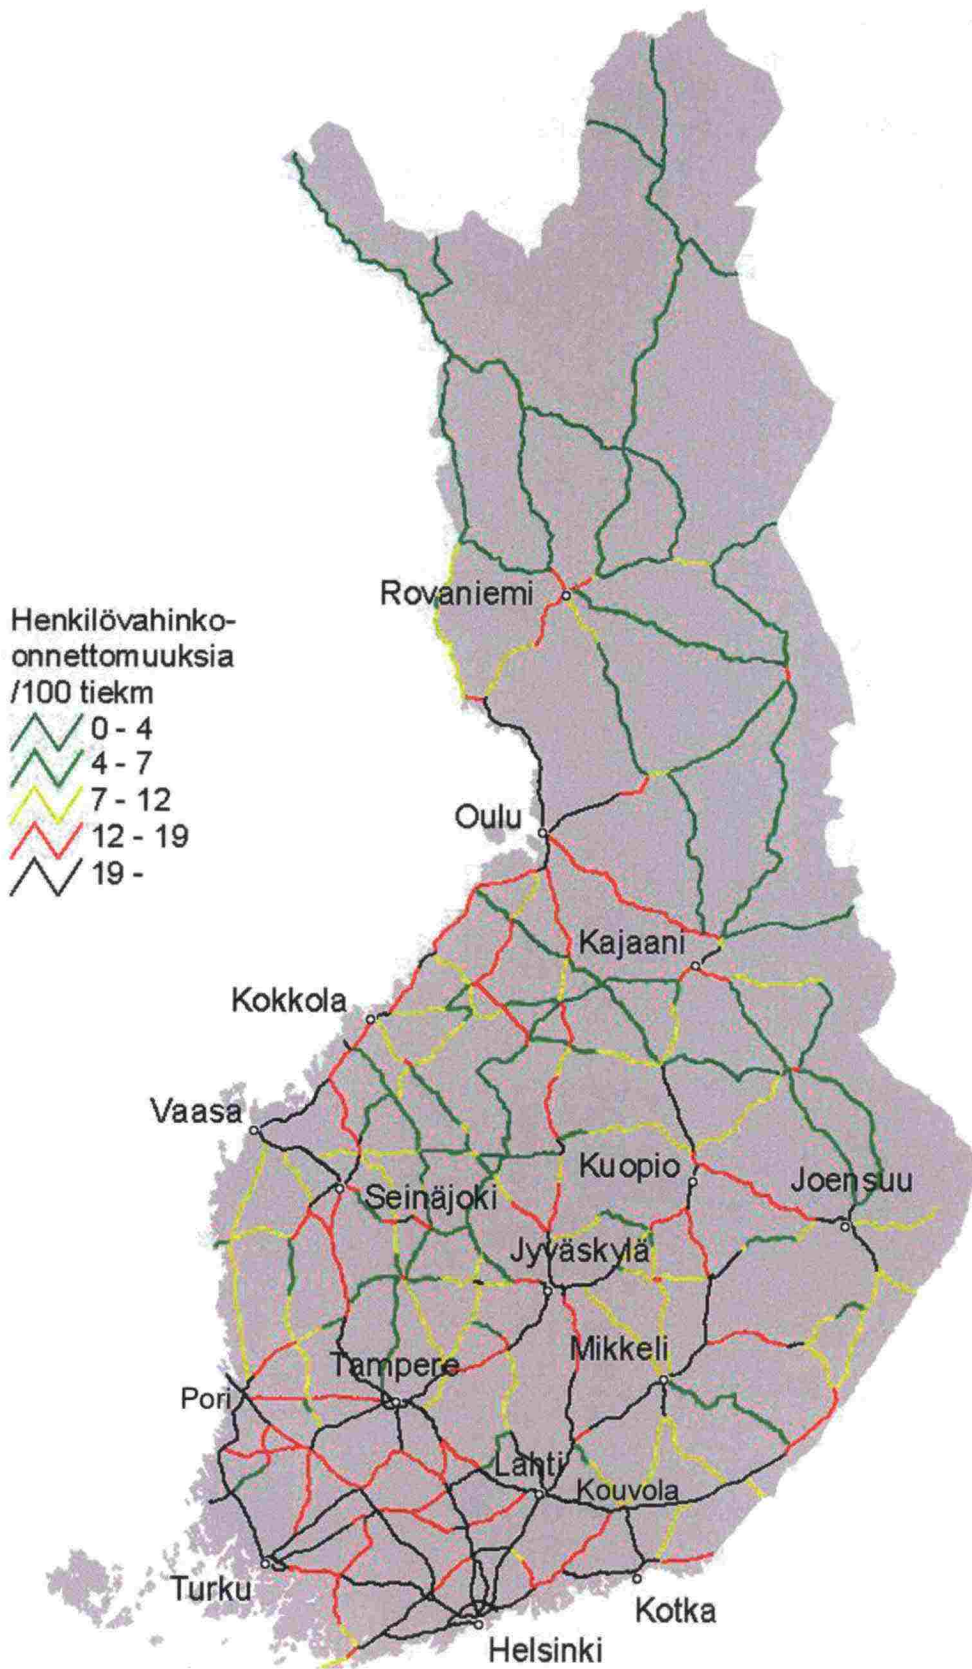 Rovaniemi
Henkilövahinko-
onnettomuuksia
/100 tiekm
0 - 4
4 - 7
7 - 12
12 - 19
19 -
Oulu
Kajaani
Kokkola
Vaasa
Kuopio
Joensuu
Seinäjoki
Jyväskylä
Mikkeli
Tampere
Pori
Lahti
Kouvola
Turku
Kotka
Helsinki